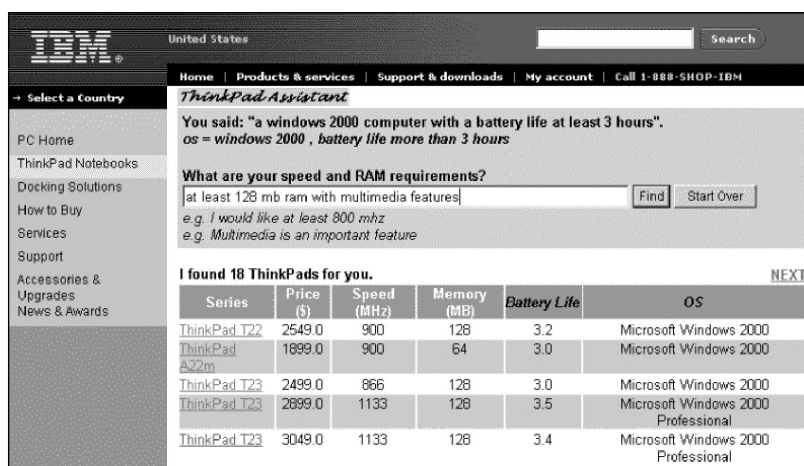 IBM®
United States
Search
Home | Products & services | Support & downloads | My account | Call 1-888-SHOP-IBM
→ Select a Country
PC Home
ThinkPad Notebooks
Docking Solutions
How to Buy
Services
Support
Accessories &
Upgrades
News & Awards
ThinkPad Assistant
You said: "a windows 2000 computer with a battery life at least 3 hours".
os = windows 2000 , battery life more than 3 hours
What are your speed and RAM requirements?
at least 128 mb ram with multimedia features
Find
Start Over
e.g. I would like at least 800 mhz
e.g. Multimedia is an important feature
I found 18 ThinkPads for you.
NEXT
Series Price ($) Speed (MHz) Memory (MB) Battery Life OS
ThinkPad T22 2549.0 900 128 3.2 Microsoft Windows 2000
ThinkPad A22m 1899.0 900 64 3.0 Microsoft Windows 2000
ThinkPad T23 2499.0 866 128 3.0 Microsoft Windows 2000
ThinkPad T23 2899.0 1133 128 3.5 Microsoft Windows 2000 Professional
ThinkPad T23 3049.0 1133 128 3.4 Microsoft Windows 2000 Professional